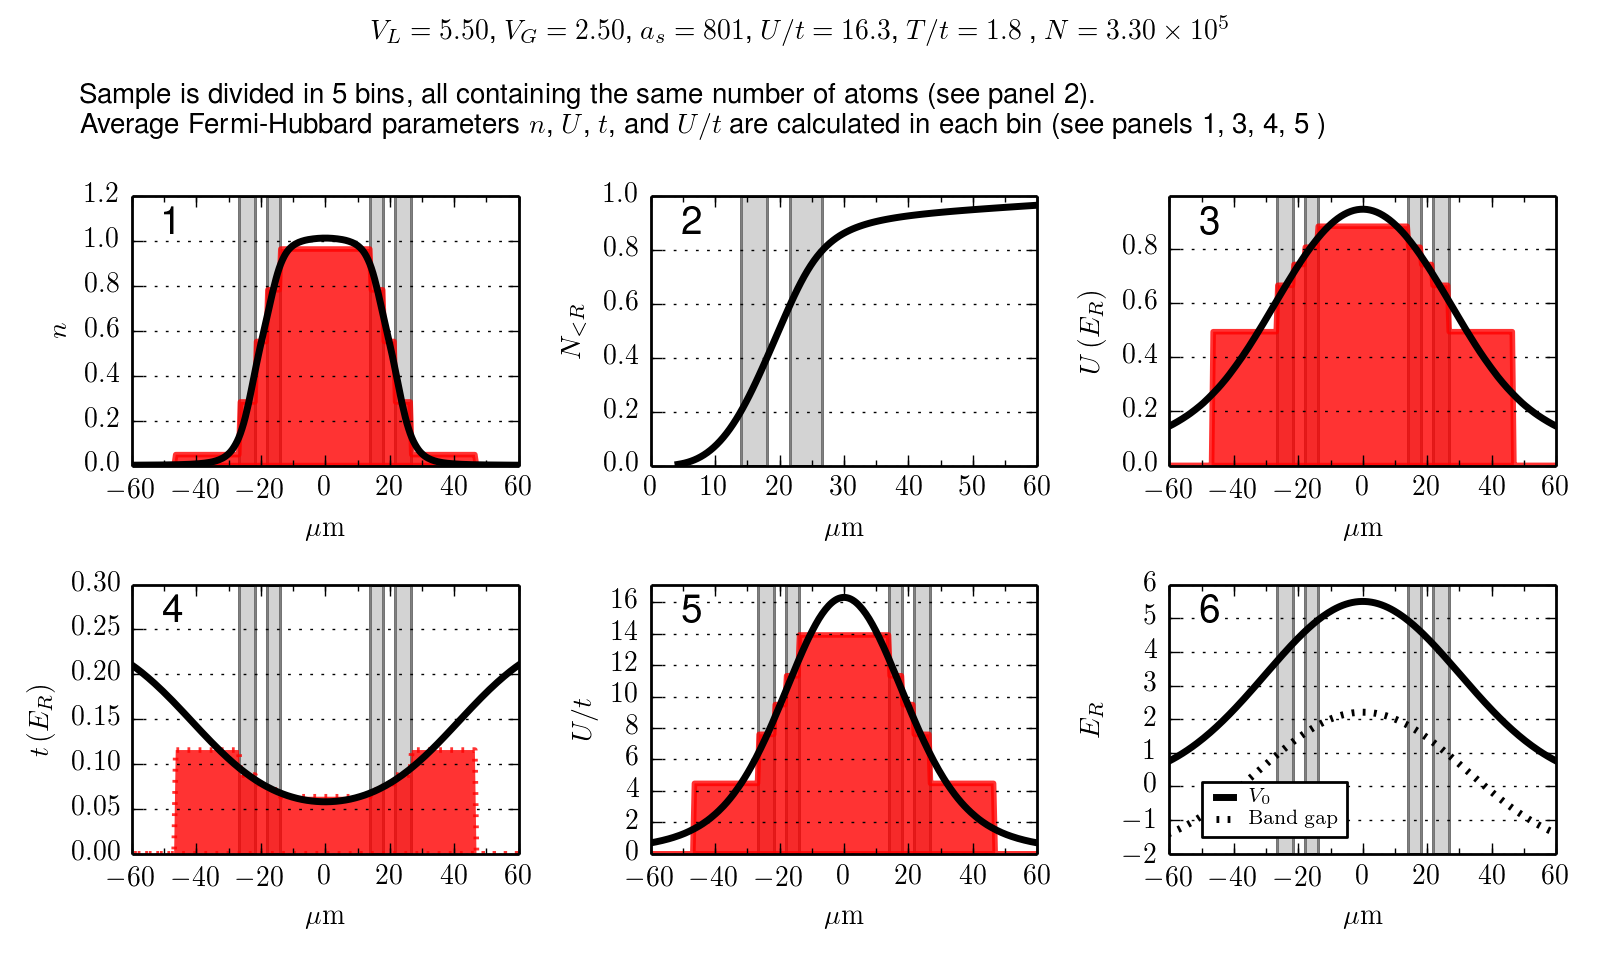 V_L = 5.50, V_G = 2.50, a_s = 801, U/t = 16.3, T/t = 1.8 , N = 3.30 × 10^5
Sample is divided in 5 bins, all containing the same number of atoms (see panel 2).
Average Fermi-Hubbard parameters n, U, t, and U/t are calculated in each bin (see panels 1, 3, 4, 5 )
1
n
1.2
1.0
0.8
0.6
0.4
0.2
0.0
−60 −40 −20 0 20 40 60
μm
2
N_{<R}
1.0
0.8
0.6
0.4
0.2
0.0
0 10 20 30 40 50 60
μm
3
U (E_R)
0.8
0.6
0.4
0.2
0.0
−60 −40 −20 0 20 40 60
μm
4
t (E_R)
0.30
0.25
0.20
0.15
0.10
0.05
0.00
−60 −40 −20 0 20 40 60
μm
5
U/t
16
14
12
10
8
6
4
2
0
−60 −40 −20 0 20 40 60
μm
6
E_R
6
5
4
3
2
1
0
−1
−2
V_0
Band gap
−60 −40 −20 0 20 40 60
μm